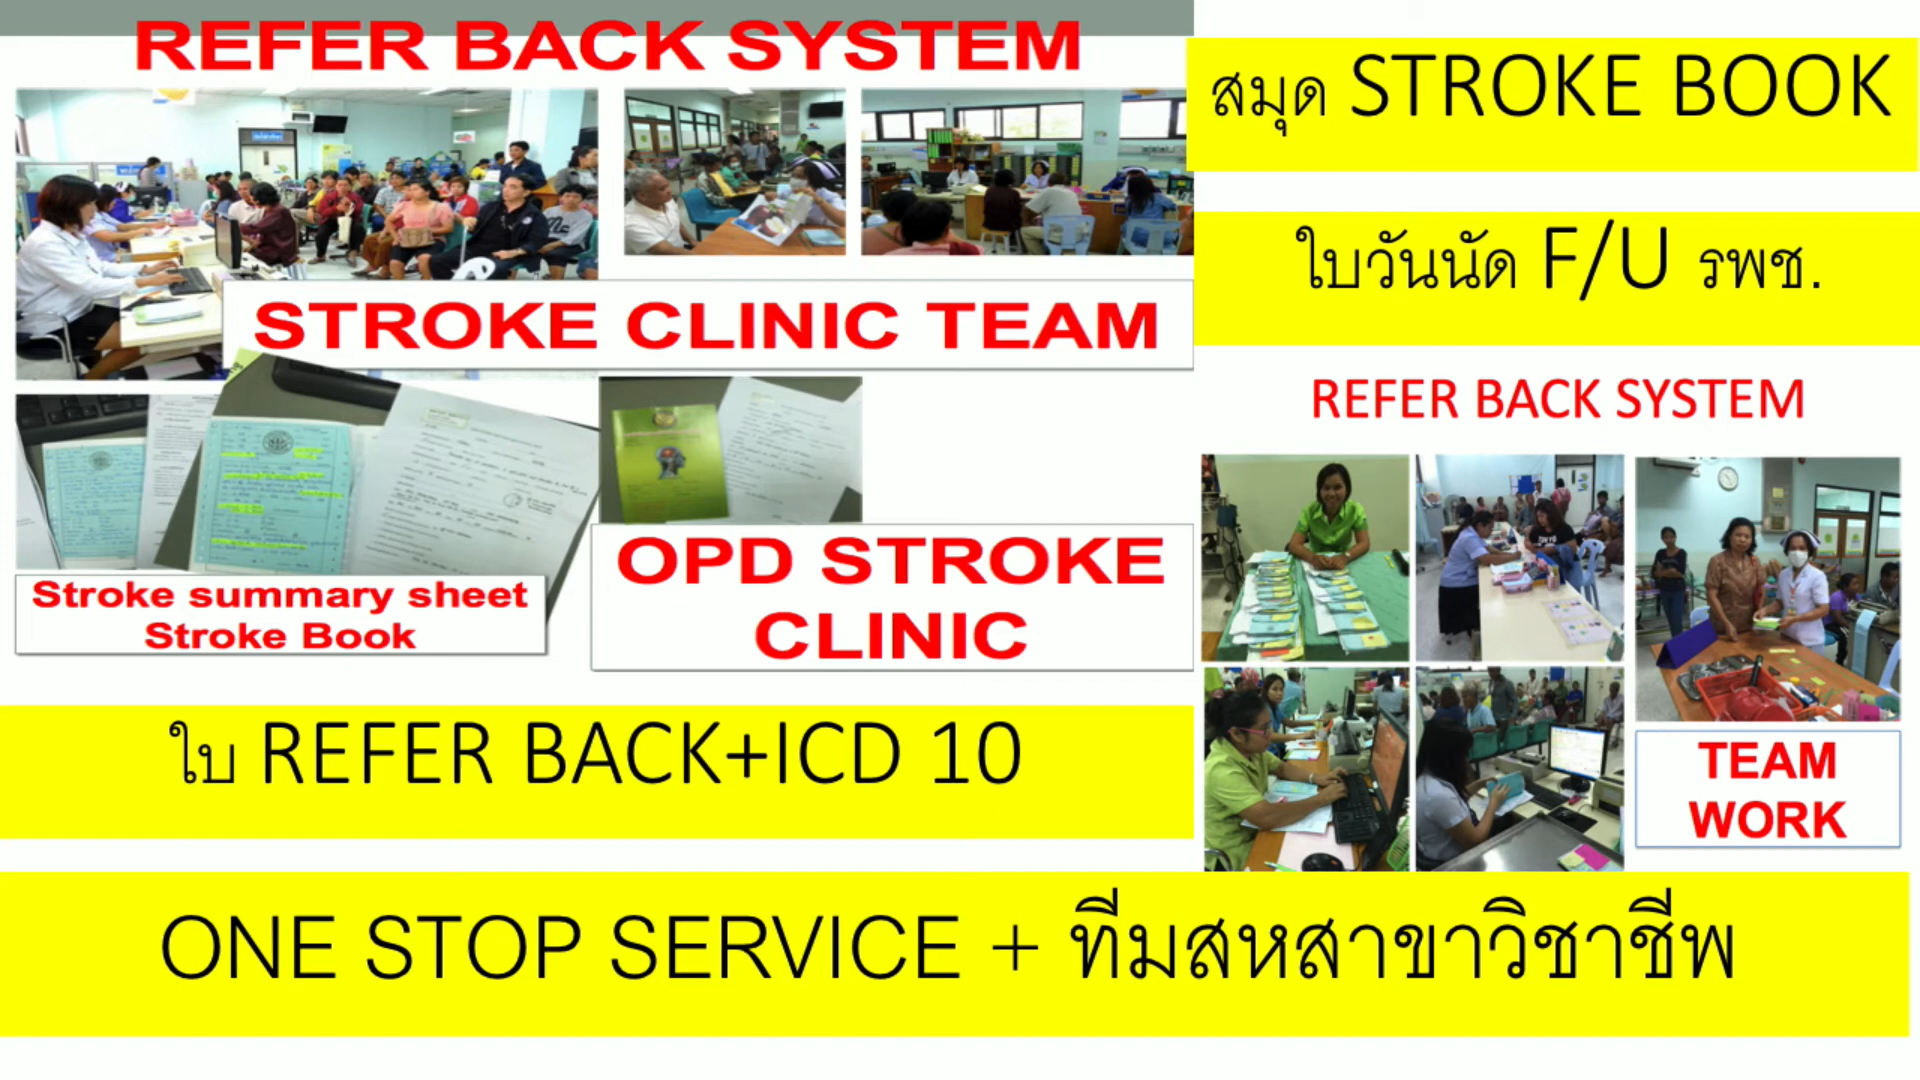 REFER BACK SYSTEM
STROKE CLINIC TEAM
Stroke summary sheet
Stroke Book
OPD STROKE
CLINIC
ใบ REFER BACK+ICD 10
สมุด STROKE BOOK
ใบวันนัด F/U รพช.
REFER BACK SYSTEM
TEAM
WORK
ONE STOP SERVICE + ทีมสหสาขาวิชาชีพ